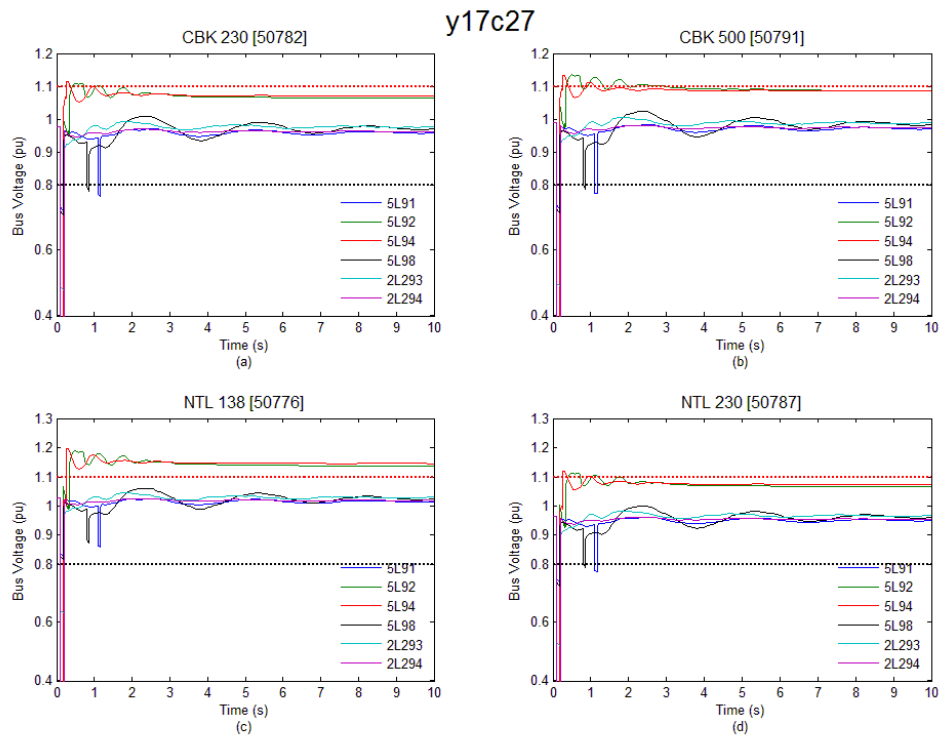 y17c27
CBK 230 [50782]
1.2
1.1
1
0.9
0.8
0.6
0.4
Bus Voltage (pu)
5L91
5L92
5L94
5L98
2L293
2L294
0 1 2 3 4 5 6 7 8 9 10
Time (s)
(a)
CBK 500 [50791]
1.2
1.1
1
0.9
0.8
0.6
0.4
Bus Voltage (pu)
5L91
5L92
5L94
5L98
2L293
2L294
0 1 2 3 4 5 6 7 8 9 10
Time (s)
(b)
NTL 138 [50776]
1.3
1.2
1.1
1
0.9
0.8
0.6
0.4
Bus Voltage (pu)
5L91
5L92
5L94
5L98
2L293
2L294
0 1 2 3 4 5 6 7 8 9 10
Time (s)
(c)
NTL 230 [50787]
1.3
1.2
1.1
1
0.9
0.8
0.6
0.4
Bus Voltage (pu)
5L91
5L92
5L94
5L98
2L293
2L294
0 1 2 3 4 5 6 7 8 9 10
Time (s)
(d)